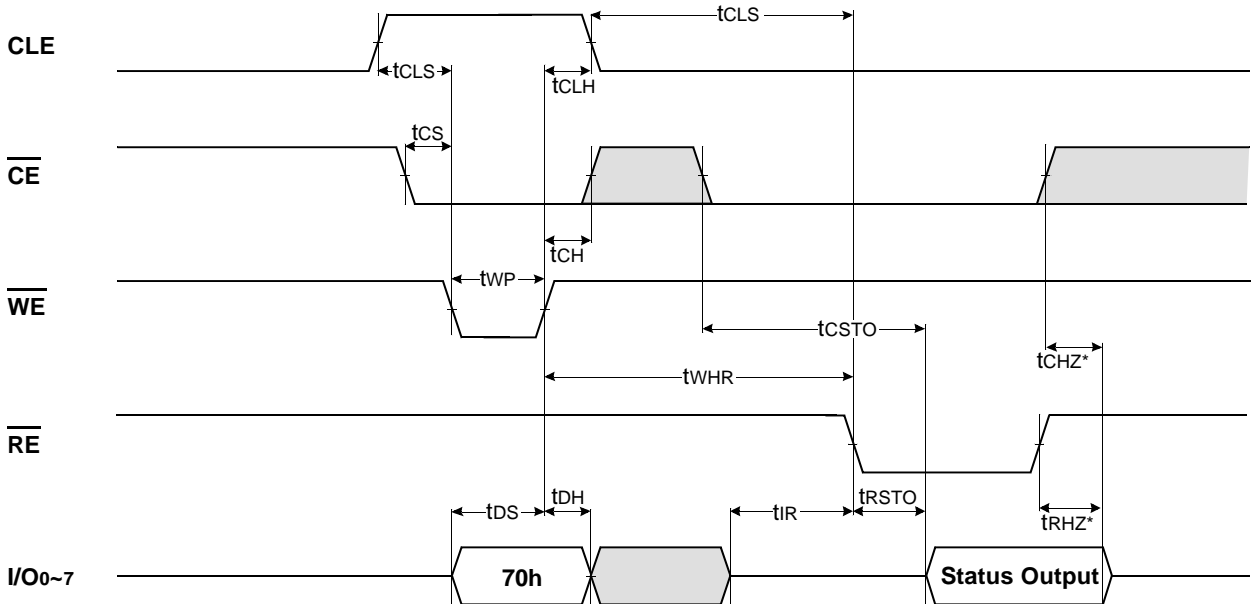 tCLS
CLE
tCLS
tCLH
tCS
CE
tCH
tWP
WE
tCSTO
tCHZ*
tWHR
RE
tDH
tRSTO
tDS
tIR
tRHZ*
I/O0~7
70h
Status Output